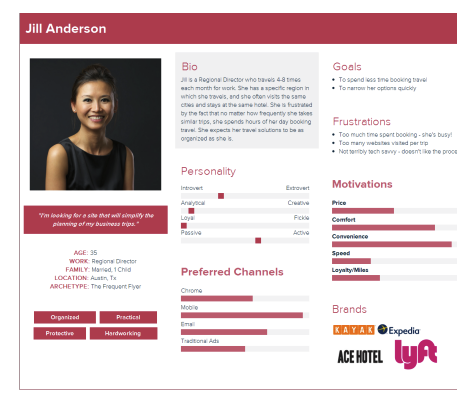 Jill Anderson
"I'm looking for a site that will simplify the
planning of my business trips."
AGE: 35
WORK: Regional Director
FAMILY: Married, 1 Child
LOCATION: Austin, Tx
ARCHETYPE: The Frequent Flyer
Organized
Practical
Protective
Hardworking
Bio
Jill is a Regional Director who travels 4-8 times
each month for work. She has a specific region in
which she travels, and she often visits the same
cities and stays at the same hotel. She is frustrated
by the fact that no matter how frequently she takes
similar trips, she spends hours of her day booking
travel. She expects her travel solutions to be as
organized as she is.
Personality
Introvert Extrovert
Analytical Creative
Loyal Fickle
Passive Active
Preferred Channels
Chrome
Mobile
Email
Traditional Ads
Goals
To spend less time booking travel
To narrow her options quickly
Frustrations
Too much time spent booking - she's busy!
Too many websites visited per trip
Not terribly tech savvy - doesn't like the proce
Motivations
Price
Comfort
Convenience
Speed
Loyalty/Miles
Brands
KAYAK
Expedia
ACE HOTEL
lyft